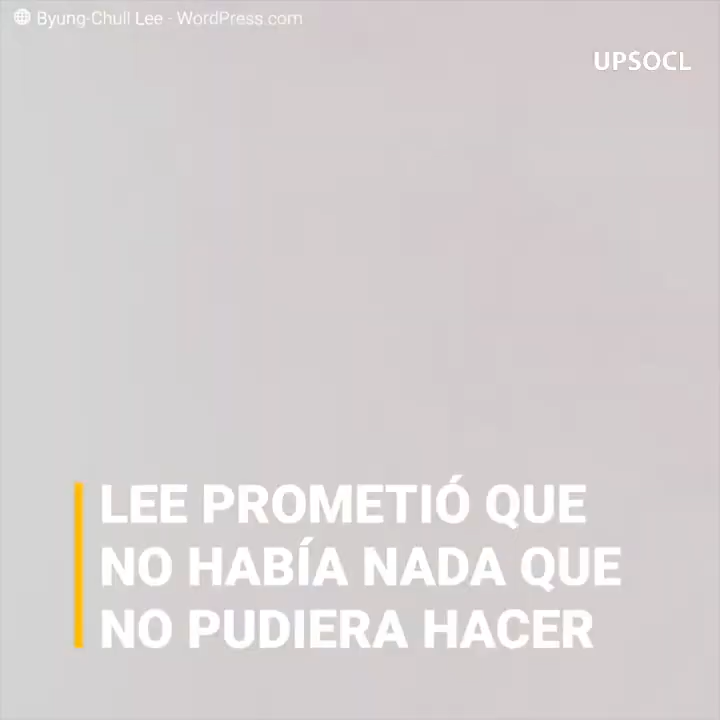 Byung-Chull Lee - WordPress.com
UPSOCL
LEE PROMETIÓ QUE
NO HABÍA NADA QUE
NO PUDIERA HACER